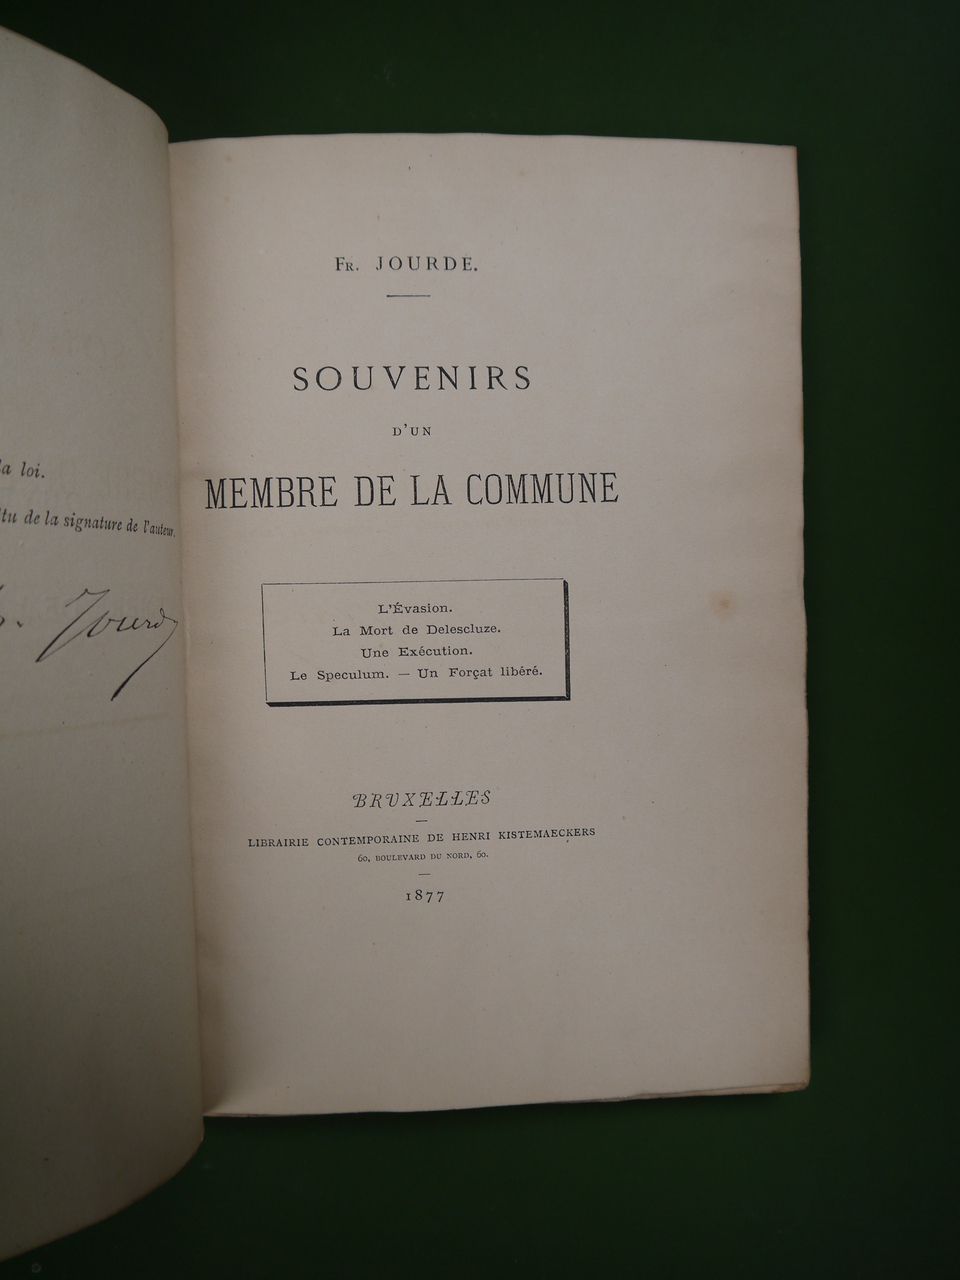 la loi.
tu de la signature de l'auteur.
Jourde
FR. JOURDE.
SOUVENIRS
D'UN
MEMBRE DE LA COMMUNE
L'Évasion.
La Mort de Delescluze.
Une Exécution.
Le Speculum. — Un Forçat libéré.
BRUXELLES
LIBRAIRIE CONTEMPORAINE DE HENRI KISTEMAECKERS
60, BOULEVARD DU NORD, 60.
1877